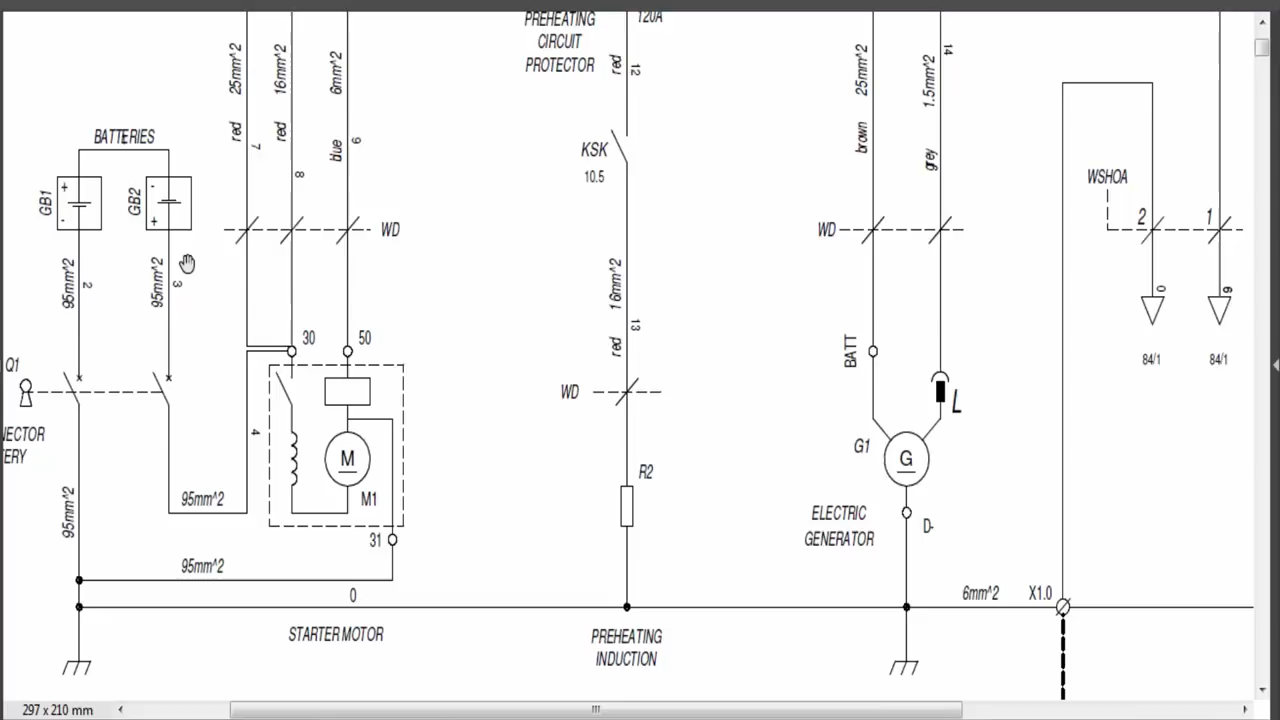 PREHEATING
CIRCUIT
PROTECTOR
120A
25mm^2
16mm^2
6mm^2
red
12
25mm^2
1.5mm^2
14
red
7
red
8
blue
9
brown
grey
BATTERIES
KSK
10.5
WSHOA
GB1
+
-
GB2
-
+
WD
WD
2
1
95mm^2
2
95mm^2
3
16mm^2
13
red
0
9
30
50
BATT
84/1
84/1
Q1
WD
L
NECTOR
ERY
4
M
G1
G
R2
95mm^2
95mm^2
M1
ELECTRIC
GENERATOR
D-
31
95mm^2
0
6mm^2
X1.0
STARTER MOTOR
PREHEATING
INDUCTION
297 x 210 mm